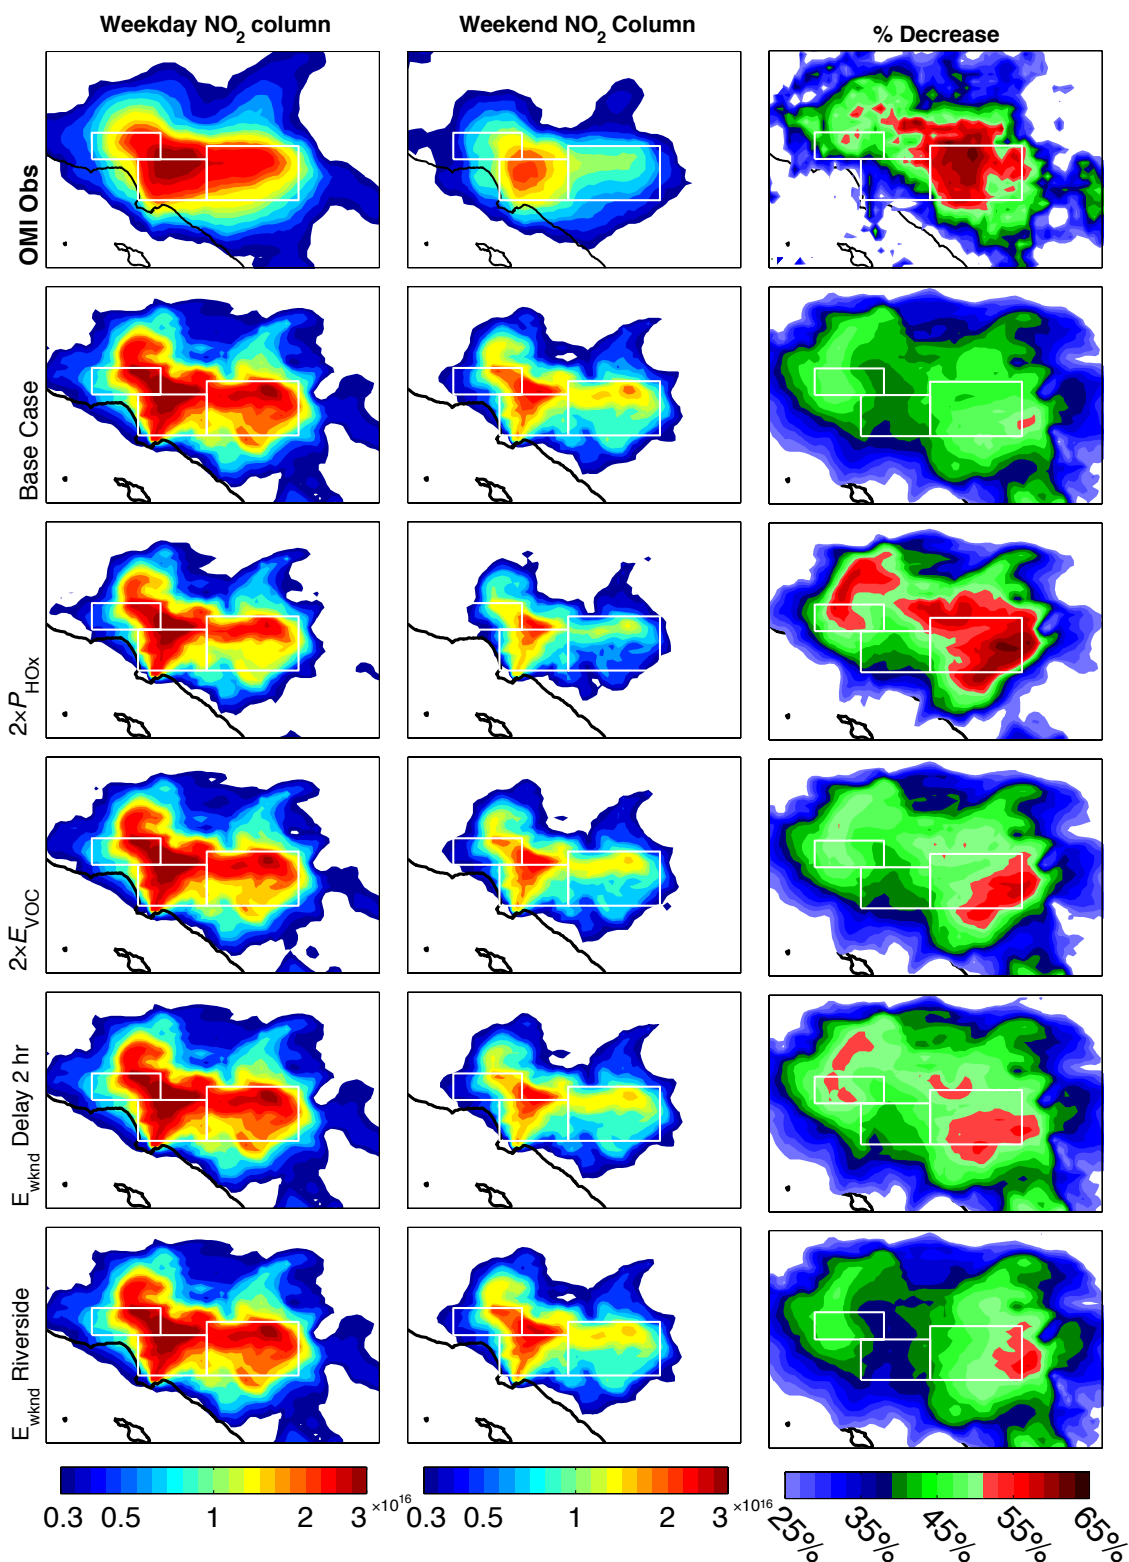 Weekday NO2 column
Weekend NO2 Column
% Decrease
OMI Obs
Base Case
2×PHOx
2×EVOC
Ewknd Delay 2 hr
Ewknd Riverside
0.3 0.5 1 2 3 ×10^16
0.3 0.5 1 2 3 ×10^16
25% 35% 45% 55% 65%